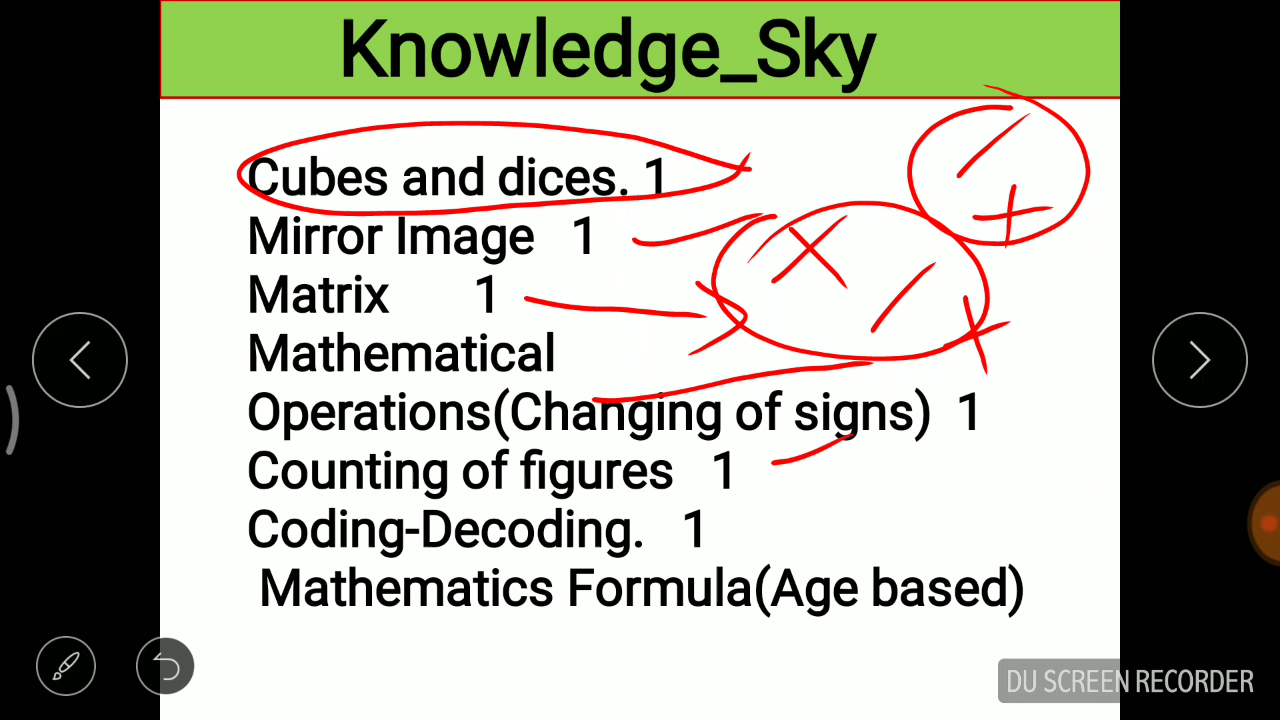 Knowledge_Sky
Cubes and dices. 1
Mirror Image 1
Matrix 1
Mathematical
Operations(Changing of signs) 1
Counting of figures 1
Coding-Decoding. 1
Mathematics Formula(Age based)
DU SCREEN RECORDER